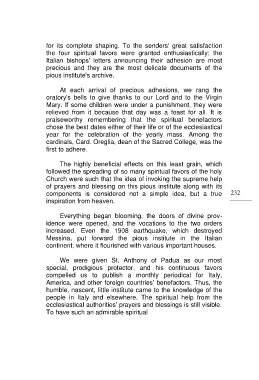 for its complete shaping. To the senders' great satisfaction
the four spiritual favors were granted enthusiastically; the
Italian bishops' letters announcing their adhesion are most
precious and they are the most delicate documents of the
pious institute's archive.
At each arrival of precious adhesions, we rang the
oratory's bells to give thanks to our Lord and to the Virgin
Mary. If some children were under a punishment, they were
relieved from it because that day was a feast for all. It is
praiseworthy remembering that the spiritual benefactors
chose the best dates either of their life or of the ecclesiastical
year for the celebration of the yearly mass. Among the
cardinals, Card. Oreglia, dean of the Sacred College, was the
first to adhere.
The highly beneficial effects on this least grain, which
followed the spreading of so many spiritual favors of the holy
Church were such that the idea of invoking the supreme help
of prayers and blessing on this pious institute along with its
components is considered not a simple idea, but a true
inspiration from heaven.
232
Everything began blooming, the doors of divine prov-
idence were opened, and the vocations to the two orders
increased. Even the 1908 earthquake, which destroyed
Messina, put forward the pious institute in the Italian
continent, where it flourished with various important houses.
We were given St. Anthony of Padua as our most
special, prodigious protector, and his continuous favors
compelled us to publish a monthly periodical for Italy,
America, and other foreign countries' benefactors. Thus, the
humble, nascent, little institute came to the knowledge of the
people in Italy and elsewhere. The spiritual help from the
ecclesiastical authorities' prayers and blessings is still visible.
To have such an admirable spiritual